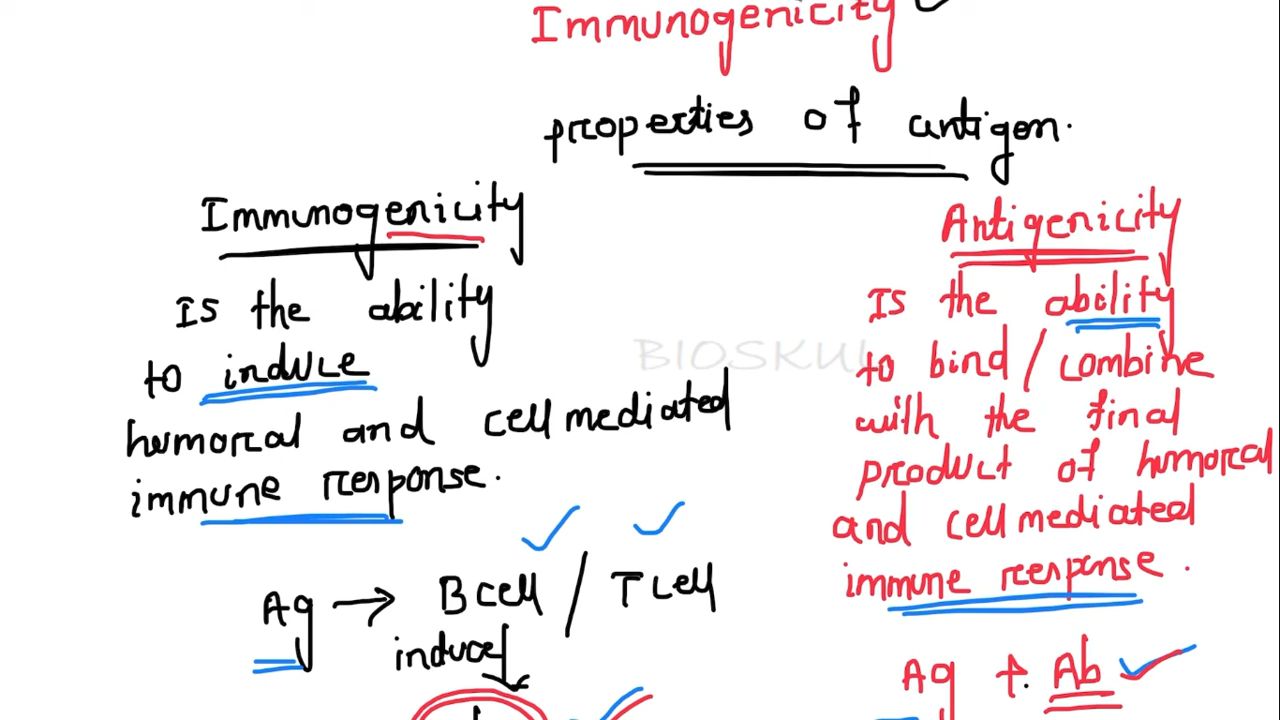 Immunogenicity
properties of antigen.
Immunogenicity
Is the ability
to induce
humoral and cell mediated
immune response.
Ag → B cell / T cell
induce
Antigenicity
Is the ability
to bind / combine
with the final
product of humoral
and cell mediated
immune response.
Ag + Ab
BIOSKUL